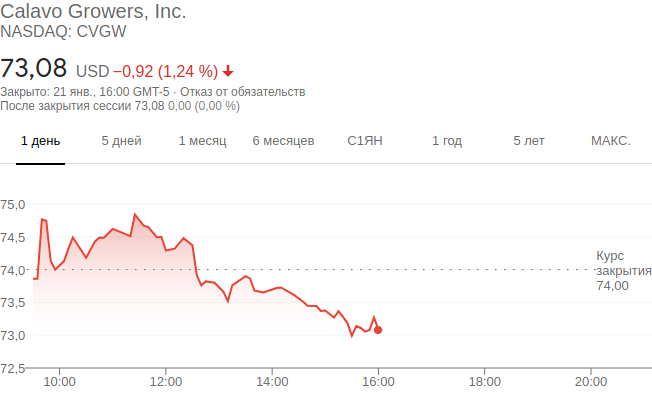 Calavo Growers, Inc.
NASDAQ: CVGW
73,08 USD −0,92 (1,24 %)
Закрыто: 21 янв., 16:00 GMT-5 · Отказ от обязательств
После закрытия сессии 73,08 0,00 (0,00 %)
1 день 5 дней 1 месяц 6 месяцев С1ЯН 1 год 5 лет МАКС.
75,0
74,5
74,0
73,5
73,0
72,5
Курс
закрытия
74,00
10:00 12:00 14:00 16:00 18:00 20:00